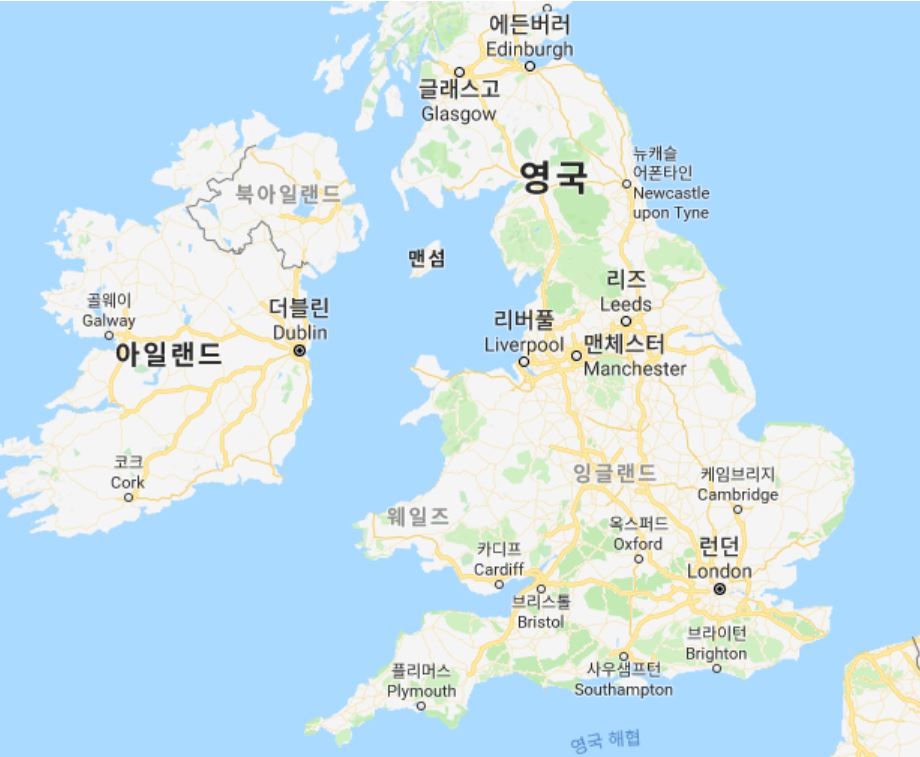 에든버러
Edinburgh
글래스고
Glasgow
영국
뉴캐슬
어폰타인
Newcastle
upon Tyne
북아일랜드
맨섬
리즈
Leeds
골웨이
Galway
더블린
Dublin
리버풀
Liverpool
맨체스터
Manchester
아일랜드
코크
Cork
잉글랜드
케임브리지
Cambridge
웨일즈
옥스퍼드
Oxford
카디프
Cardiff
런던
London
브리스톨
Bristol
브라이턴
Brighton
사우샘프턴
Southampton
플리머스
Plymouth
영국 해협